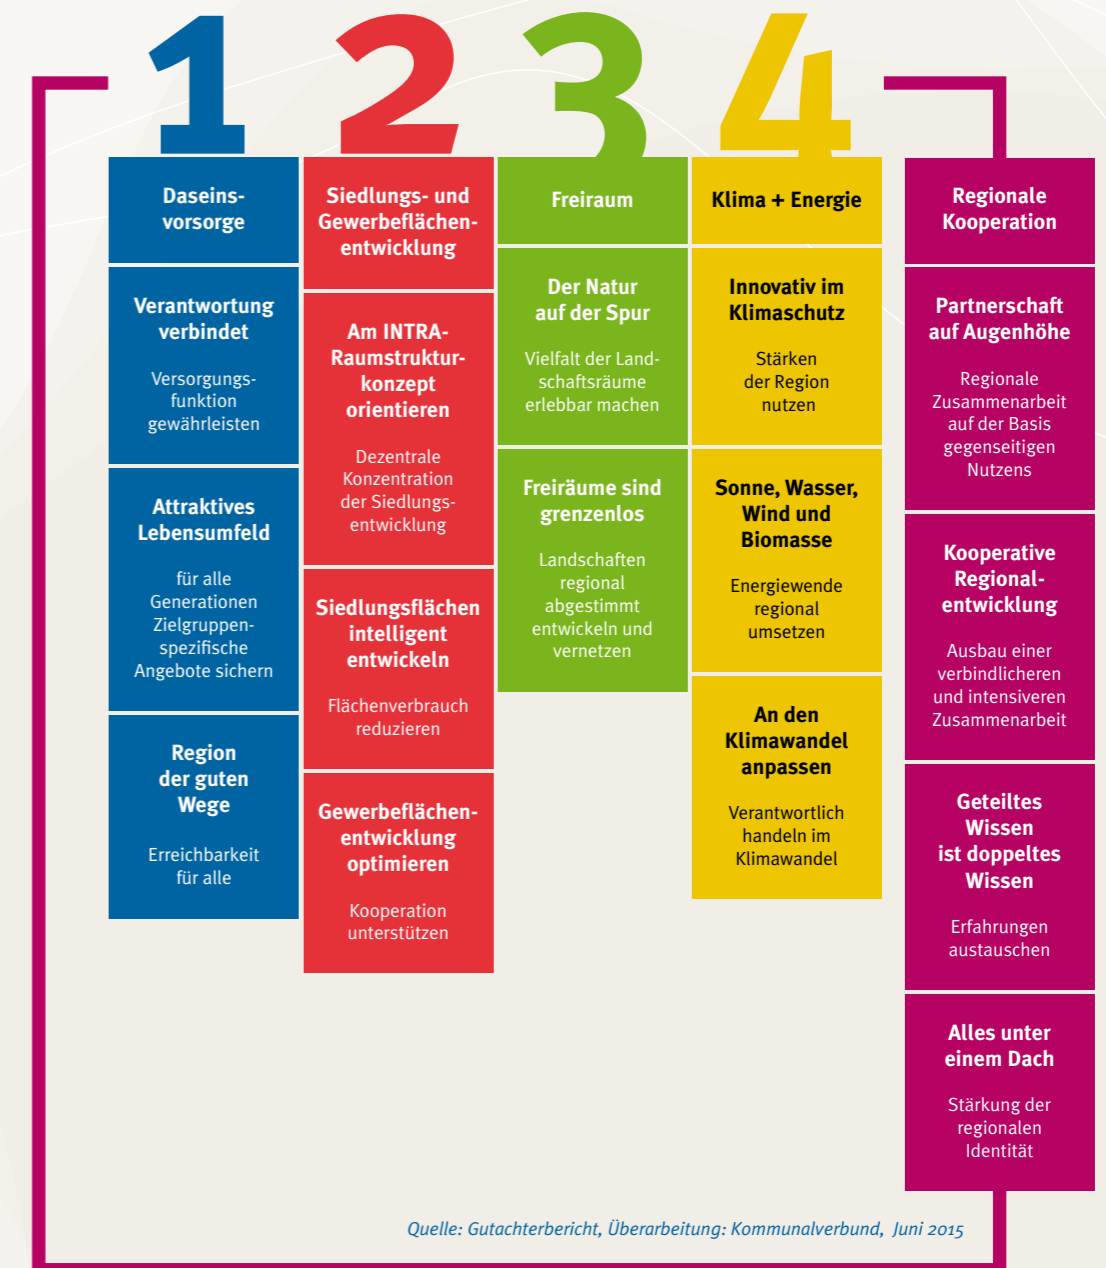 1
Daseins-
vorsorge
Verantwortung
verbindet
Versorgungs-
funktion
gewährleisten
Attraktives
Lebensumfeld
für alle
Generationen
Zielgruppen-
spezifische
Angebote sichern
Region
der guten
Wege
Erreichbarkeit
für alle
2
Siedlungs- und
Gewerbeflächen-
entwicklung
Am INTRA-
Raumstruktur-
konzept
orientieren
Dezentrale
Konzentration
der Siedlungs-
entwicklung
Siedlungsflächen
intelligent
entwickeln
Flächenverbrauch
reduzieren
Gewerbeflächen-
entwicklung
optimieren
Kooperation
unterstützen
3
Freiraum
Der Natur
auf der Spur
Vielfalt der Land-
schaftsräume
erlebbar machen
Freiräume sind
grenzenlos
Landschaften
regional
abgestimmt
entwickeln und
vernetzen
4
Klima + Energie
Innovativ im
Klimaschutz
Stärken
der Region
nutzen
Sonne, Wasser,
Wind und
Biomasse
Energiewende
regional
umsetzen
An den
Klimawandel
anpassen
Verantwortlich
handeln im
Klimawandel
Regionale
Kooperation
Partnerschaft
auf Augenhöhe
Regionale
Zusammenarbeit
auf der Basis
gegenseitigen
Nutzens
Kooperative
Regional-
entwicklung
Ausbau einer
verbindlicheren
und intensiveren
Zusammenarbeit
Geteiltes
Wissen
ist doppeltes
Wissen
Erfahrungen
austauschen
Alles unter
einem Dach
Stärkung der
regionalen
Identität
Quelle: Gutachterbericht, Überarbeitung: Kommunalverbund, Juni 2015